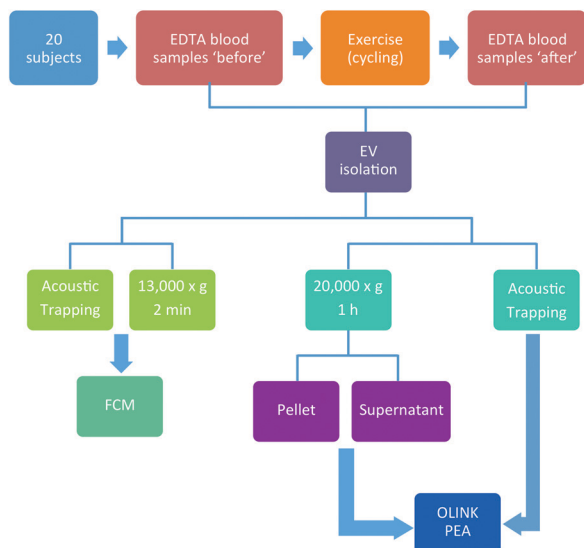 20
subjects
EDTA blood
samples ‘before’
Exercise
(cycling)
EDTA blood
samples ‘after’
EV
isolation
Acoustic
Trapping
13,000 x g
2 min
20,000 x g
1 h
Acoustic
Trapping
FCM
Pellet
Supernatant
OLINK
PEA